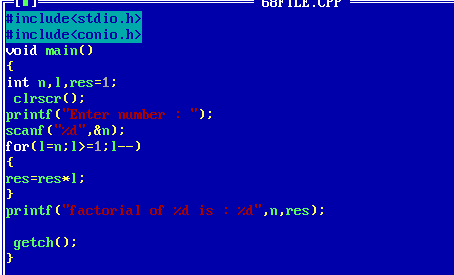 [■] 68FILE.CPP
#include<stdio.h>
#include<conio.h>
void main()
{
int n,l,res=1;
 clrscr();
printf("Enter number : ");
scanf("%d",&n);
for(l=n;l>=1;l--)
{
res=res*l;
}
printf("factorial of %d is : %d",n,res);
 getch();
}